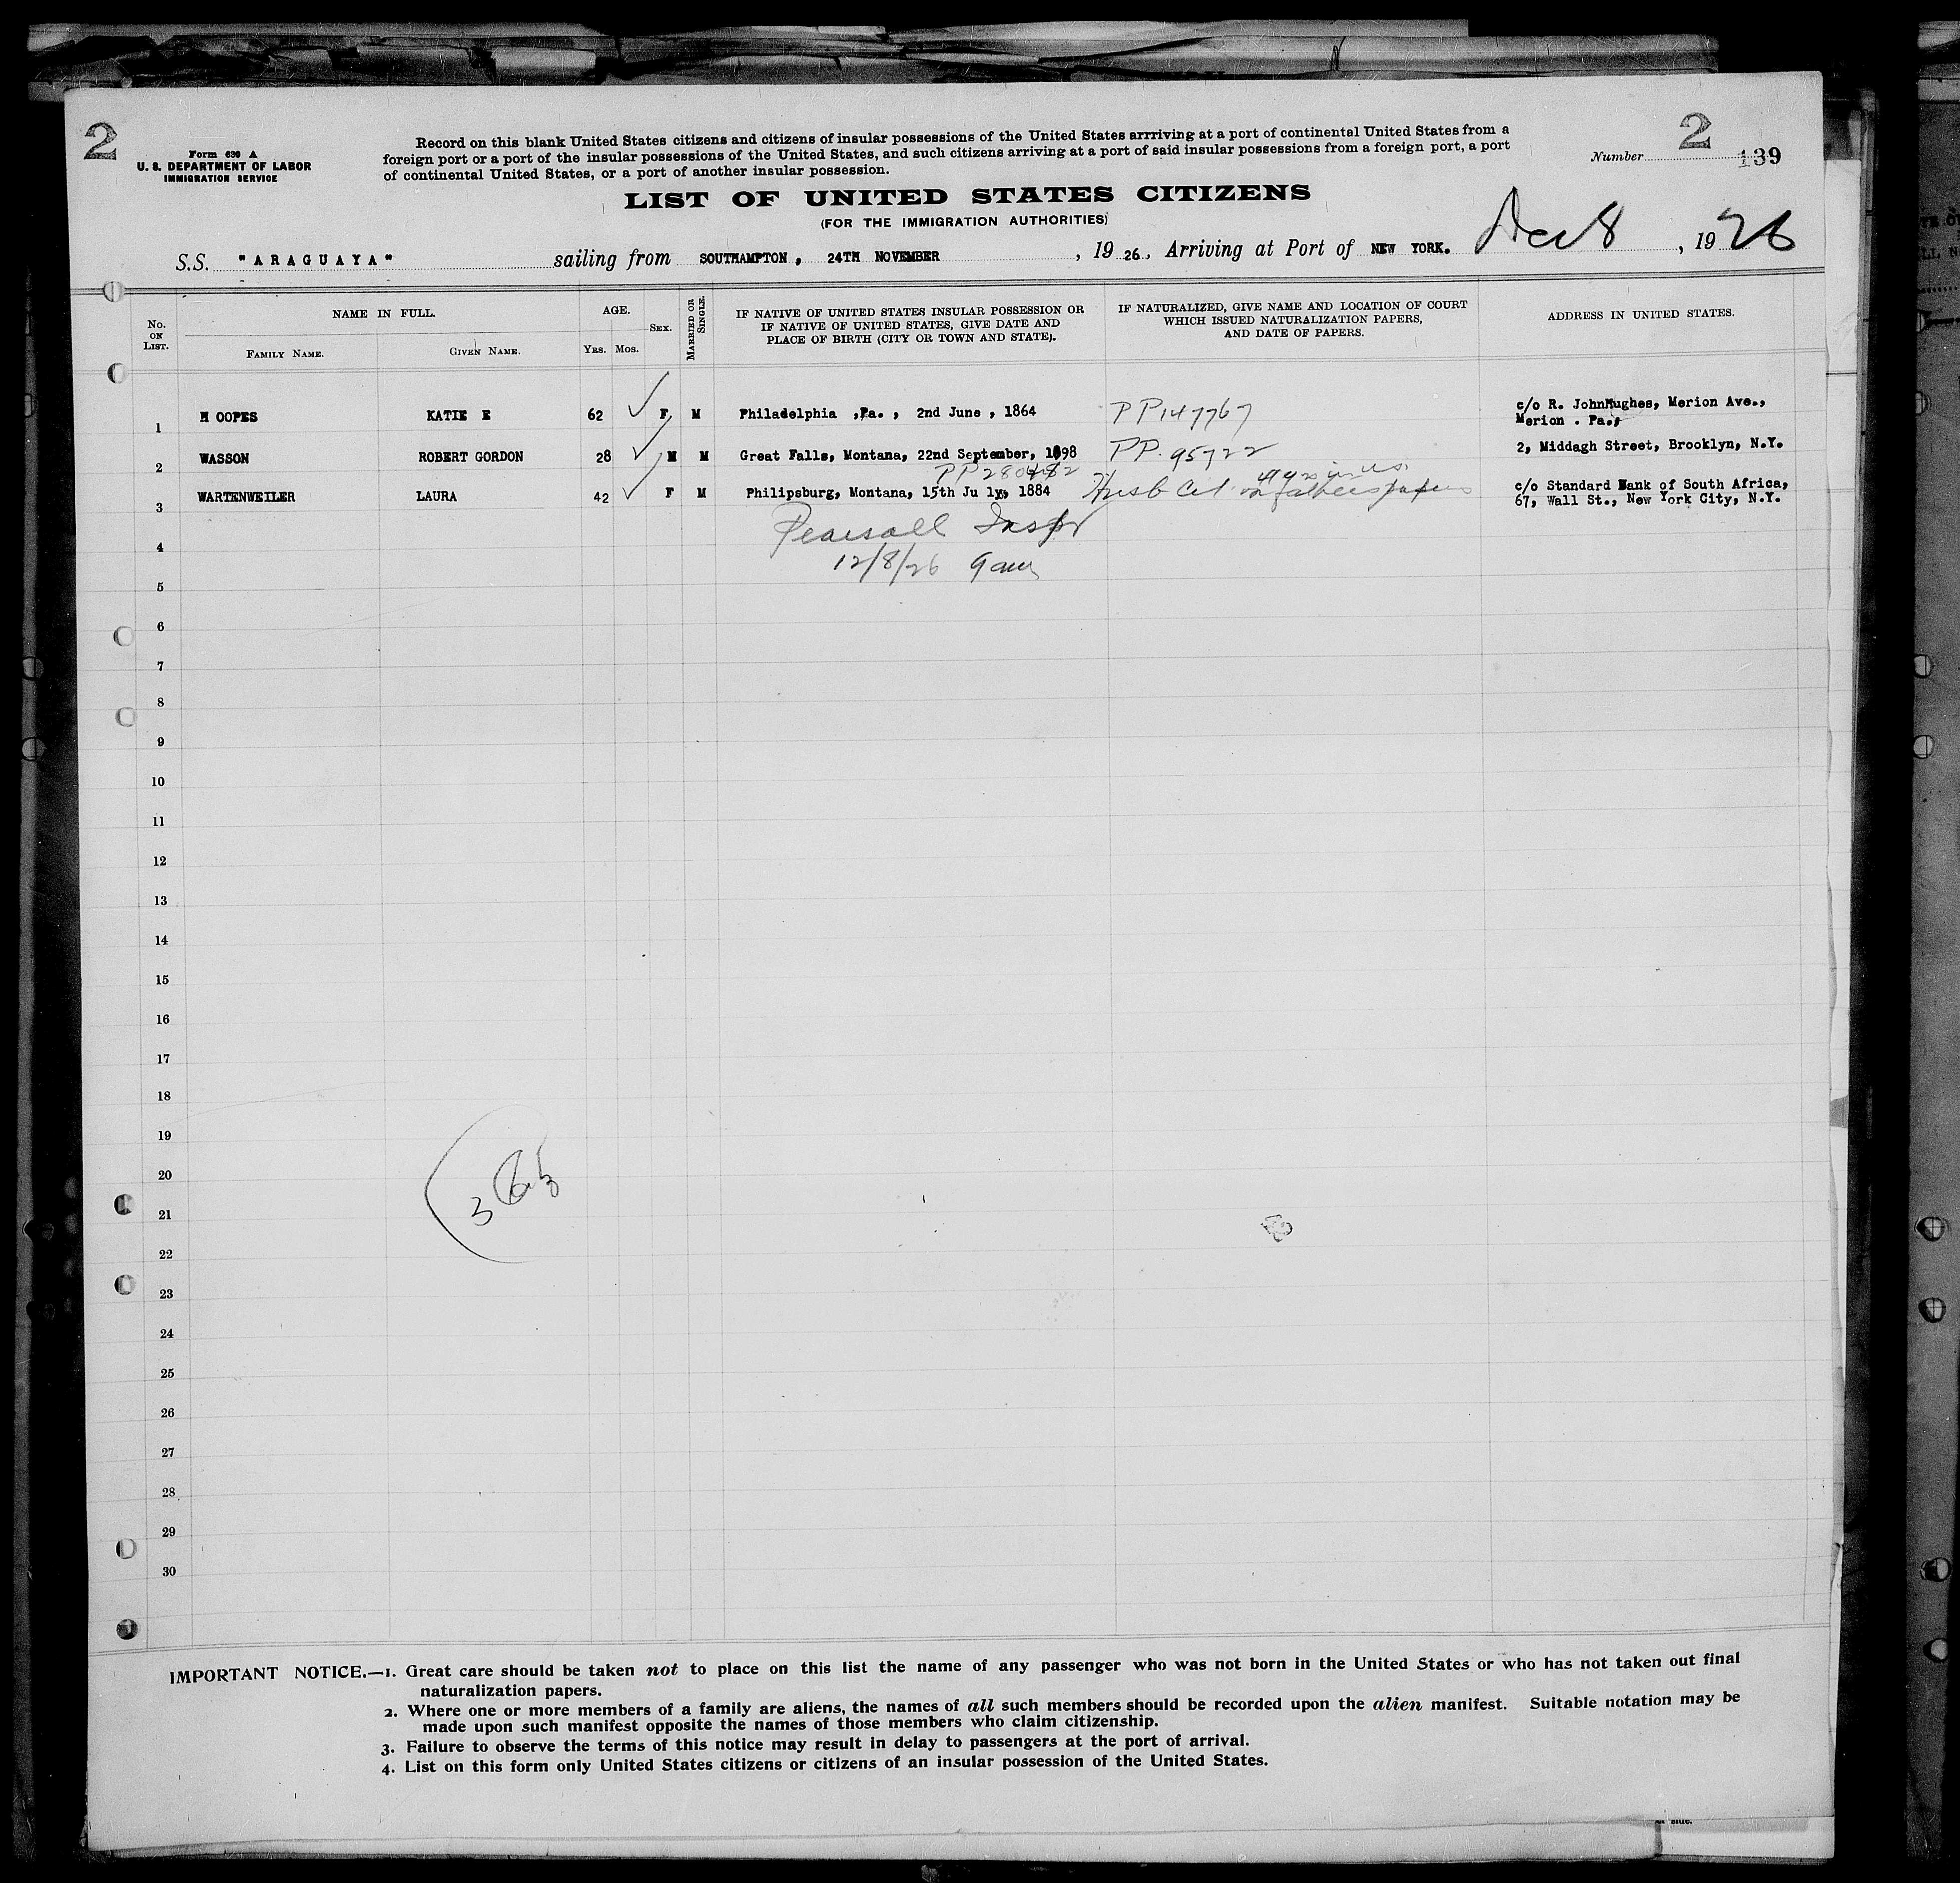 2
Form 630 A
U. S. DEPARTMENT OF LABOR
IMMIGRATION SERVICE
Record on this blank United States citizens and citizens of insular possessions of the United States arrriving at a port of continental United States from a
foreign port or a port of the insular possessions of the United States, and such citizens arriving at a port of said insular possessions from a foreign port, a port
of continental United States, or a port of another insular possession.
2
Number 139
LIST OF UNITED STATES CITIZENS
(FOR THE IMMIGRATION AUTHORITIES)
S.S. "ARAGUAYA" sailing from SOUTHAMPTON, 24TH NOVEMBER, 1926., Arriving at Port of NEW YORK. Dec 8, 1926
No. ON LIST.
NAME IN FULL.
FAMILY NAME.
GIVEN NAME.
AGE.
YRS. MOS.
SEX.
MARRIED OR SINGLE.
IF NATIVE OF UNITED STATES INSULAR POSSESSION OR
IF NATIVE OF UNITED STATES, GIVE DATE AND
PLACE OF BIRTH (CITY OR TOWN AND STATE).
IF NATURALIZED, GIVE NAME AND LOCATION OF COURT
WHICH ISSUED NATURALIZATION PAPERS,
AND DATE OF PAPERS.
ADDRESS IN UNITED STATES.
1 H OOPES KATIE E 62 F M Philadelphia ,Pa. , 2nd June , 1864 PP147767 c/o R. JohnHughes, Merion Ave.,
Merion . Pa.,
2 WASSON ROBERT GORDON 28 M M Great Falls, Montana, 22nd September, 1898 PP. 95722 2, Middagh Street, Brooklyn, N.Y.
PP 280482
3 WARTENWEILER LAURA 42 F M Philipsburg, Montana, 15th Ju ly, 1884 Husb Cit on fathers papers c/o Standard Bank of South Africa,
67, Wall St., New York City, N.Y.
4 Pearsall Inspr
5 12/8/26 9am
6
7
8
9
10
11
12
13
14
15
16
17
18
19
20
21
22
23
24
25
26
27
28
29
30
IMPORTANT NOTICE.—1. Great care should be taken not to place on this list the name of any passenger who was not born in the United States or who has not taken out final
naturalization papers.
2. Where one or more members of a family are aliens, the names of all such members should be recorded upon the alien manifest. Suitable notation may be
made upon such manifest opposite the names of those members who claim citizenship.
3. Failure to observe the terms of this notice may result in delay to passengers at the port of arrival.
4. List on this form only United States citizens or citizens of an insular possession of the United States.
side.